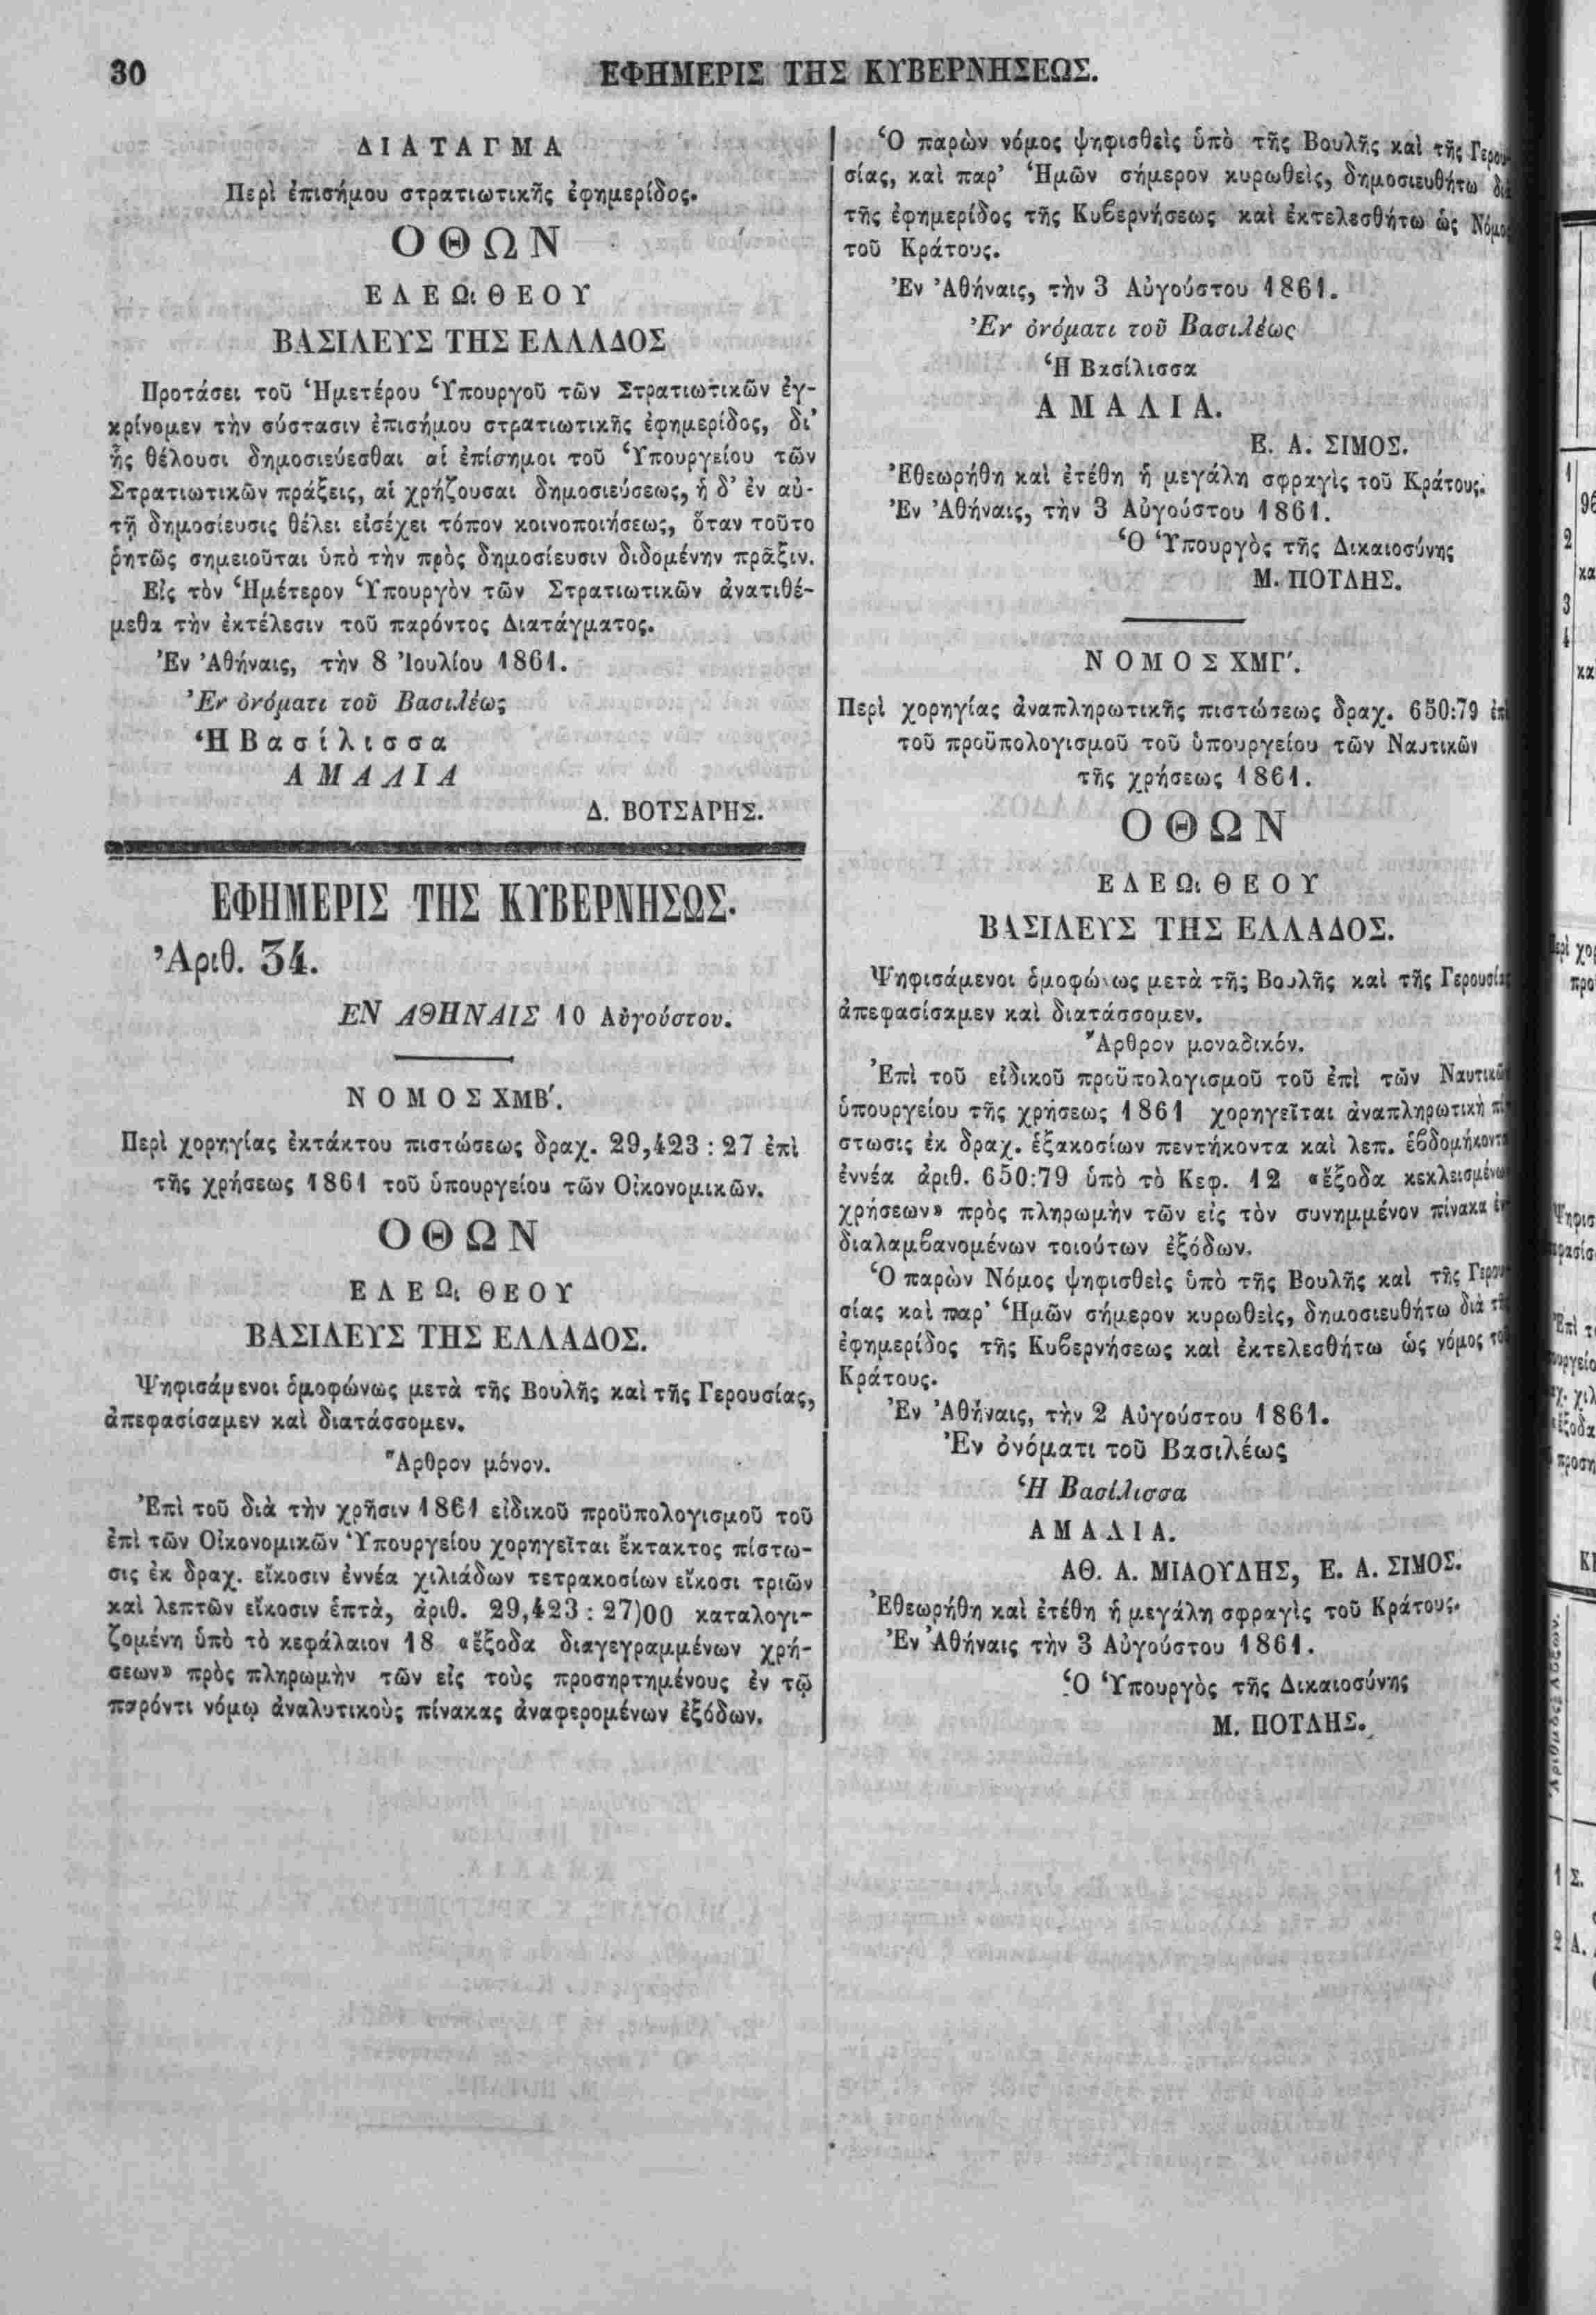 30
ΕΦΗΜΕΡΙΣ ΤΗΣ ΚΥΒΕΡΝΗΣΕΩΣ.
ΔΙΑΤΑΓΜΑ
Περὶ ἐπισήμου στρατιωτικῆς ἐφημερίδος.
ΟΘΩΝ
ΕΛΕΩι ΘΕΟΥ
ΒΑΣΙΛΕΥΣ ΤΗΣ ΕΛΛΑΔΟΣ
Προτάσει τοῦ Ἡμετέρου Ὑπουργοῦ τῶν Στρατιωτικῶν ἐγ-
κρίνομεν τὴν σύστασιν ἐπισήμου στρατιωτικῆς ἐφημερίδος, δι᾽
ἧς θέλουσι δημοσιεύεσθαι αἱ ἐπίσημοι τοῦ Ὑπουργείου τῶν
Στρατιωτικῶν πράξεις, αἱ χρήζουσαι δημοσιεύσεως, ἡ δ᾽ ἐν αὐ-
τῇ δημοσίευσις θέλει εἰσέχει τόπον κοινοποιήσεως, ὅταν τοῦτο
ῥητῶς σημειοῦται ὑπὸ τὴν πρὸς δημοσίευσιν διδομένην πρᾶξιν.
Εἰς τὸν Ἡμέτερον Ὑπουργὸν τῶν Στρατιωτικῶν ἀνατιθέ-
μεθα τὴν ἐκτέλεσιν τοῦ παρόντος Διατάγματος.
Ἐν Ἀθήναις, τὴν 8 Ἰουλίου 1861.
Ἐν ὀνόματι τοῦ Βασιλέως
Ἡ Βασίλισσα
ΑΜΑΛΙΑ
Δ. ΒΟΤΣΑΡΗΣ.
ΕΦΗΜΕΡΙΣ ΤΗΣ ΚΥΒΕΡΝΗΣΩΣ.
Ἀριθ. 34.
ΕΝ ΑΘΗΝΑΙΣ 10 Αὐγούστου.
ΝΟΜΟΣ ΧΜΒ΄.
Περὶ χορηγίας ἐκτάκτου πιστώσεως δραχ. 29,423 : 27 ἐπὶ
τῆς χρήσεως 1861 τοῦ ὑπουργείου τῶν Οἰκονομικῶν.
ΟΘΩΝ
ΕΛΕΩι ΘΕΟΥ
ΒΑΣΙΛΕΥΣ ΤΗΣ ΕΛΛΑΔΟΣ.
Ψηφισάμενοι ὁμοφώνως μετὰ τῆς Βουλῆς καὶ τῆς Γερουσίας,
ἀπεφασίσαμεν καὶ διατάσσομεν.
Ἄρθρον μόνον.
Ἐπὶ τοῦ διὰ τὴν χρῆσιν 1861 εἰδικοῦ προϋπολογισμοῦ τοῦ
ἐπὶ τῶν Οἰκονομικῶν Ὑπουργείου χορηγεῖται ἔκτακτος πίστω-
σις ἐκ δραχ. εἴκοσιν ἐννέα χιλιάδων τετρακοσίων εἴκοσι τριῶν
καὶ λεπτῶν εἴκοσιν ἑπτὰ, ἀριθ. 29,423 : 27)00 καταλογι-
ζομένη ὑπὸ τὸ κεφάλαιον 18 «ἔξοδα διαγεγραμμένων χρή-
σεων» πρὸς πληρωμὴν τῶν εἰς τοὺς προσηρτημένους ἐν τῷ
παρόντι νόμῳ ἀναλυτικοὺς πίνακας ἀναφερομένων ἐξόδων.
Ὁ παρὼν νόμος ψηφισθεὶς ὑπὸ τῆς Βουλῆς καὶ τῆς Γερου
σίας, καὶ παρ᾽ Ἡμῶν σήμερον κυρωθεὶς, δημοσιευθήτω
τῆς ἐφημερίδος τῆς Κυβερνήσεως καὶ ἐκτελεσθήτω ὡς Νόμος
τοῦ Κράτους.
Ἐν Ἀθήναις, τὴν 3 Αὐγούστου 1861.
Ἐν ὀνόματι τοῦ Βασιλέως
Ἡ Βασίλισσα
ΑΜΑΛΙΑ.
Ε. Α. ΣΙΜΟΣ.
Ἐθεωρήθη καὶ ἐτέθη ἡ μεγάλη σφραγὶς τοῦ Κράτους.
Ἐν Ἀθήναις, τὴν 3 Αὐγούστου 1861.
Ὁ Ὑπουργὸς τῆς Δικαιοσύνης
Μ. ΠΟΤΛΗΣ.
ΝΟΜΟΣ ΧΜΓ΄.
Περὶ χορηγίας ἀναπληρωτικῆς πιστώσεως δραχ. 650:79 ἐπὶ
τοῦ προϋπολογισμοῦ τοῦ ὑπουργείου τῶν Ναυτικῶν
τῆς χρήσεως 1861.
ΟΘΩΝ
ΕΛΕΩι ΘΕΟΥ
ΒΑΣΙΛΕΥΣ ΤΗΣ ΕΛΛΑΔΟΣ.
Ψηφισάμενοι ὁμοφώνως μετὰ τῆς Βουλῆς καὶ τῆς Γερουσίας
ἀπεφασίσαμεν καὶ διατάσσομεν.
Ἄρθρον μοναδικόν.
Ἐπὶ τοῦ εἰδικοῦ προϋπολογισμοῦ τοῦ ἐπὶ τῶν Ναυτικῶν
ὑπουργείου τῆς χρήσεως 1861 χορηγεῖται ἀναπληρωτικὴ πί
στωσις ἐκ δραχ. ἑξακοσίων πεντήκοντα καὶ λεπ. ἑβδομήκοντα
ἐννέα ἀριθ. 650:79 ὑπὸ τὸ Κεφ. 12 «ἔξοδα κεκλεισμένων
χρήσεων» πρὸς πληρωμὴν τῶν εἰς τὸν συνημμένον πίνακα ἐν
διαλαμβανομένων τοιούτων ἐξόδων.
Ὁ παρὼν Νόμος ψηφισθεὶς ὑπὸ τῆς Βουλῆς καὶ τῆς Γερου
σίας καὶ παρ᾽ Ἡμῶν σήμερον κυρωθεὶς, δημοσιευθήτω διὰ τῆς
ἐφημερίδος τῆς Κυβερνήσεως καὶ ἐκτελεσθήτω ὡς νόμος τοῦ
Κράτους.
Ἐν Ἀθήναις, τὴν 2 Αὐγούστου 1861.
Ἐν ὀνόματι τοῦ Βασιλέως
Ἡ Βασίλισσα
ΑΜΑΛΙΑ.
ΑΘ. Α. ΜΙΑΟΥΛΗΣ, Ε. Α. ΣΙΜΟΣ.
Ἐθεωρήθη καὶ ἐτέθη ἡ μεγάλη σφραγὶς τοῦ Κράτους.
Ἐν Ἀθήναις τὴν 3 Αὐγούστου 1861.
Ὁ Ὑπουργὸς τῆς Δικαιοσύνης
Μ. ΠΟΤΛΗΣ.